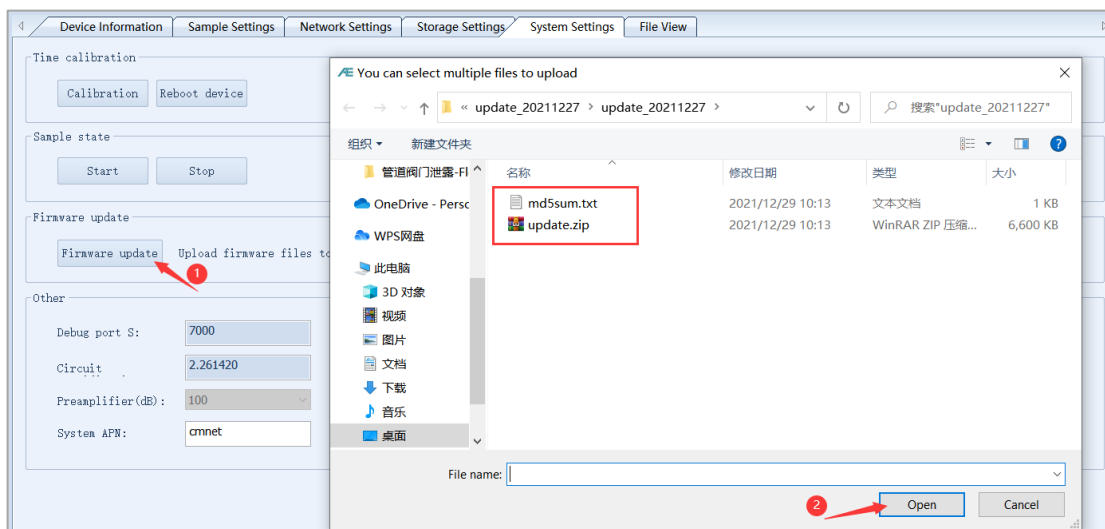 Device Information Sample Settings Network Settings Storage Settings System Settings File View
Time calibration
Calibration Reboot device
Sample state
Start Stop
Firmware update
Firmware update Upload firmware files to
1
Other
Debug port S: 7000
Circuit 2.261420
Preamplifier(dB): 100
System APN: cmnet
You can select multiple files to upload
« update_20211227 › update_20211227 › 搜索"update_20211227"
组织 新建文件夹
管道阀门泄露-Fl 名称 修改日期 类型 大小
OneDrive - Persc md5sum.txt 2021/12/29 10:13 文本文档 1 KB
WPS网盘 update.zip 2021/12/29 10:13 WinRAR ZIP 压缩... 6,600 KB
此电脑
3D 对象
视频
图片
文档
下载
音乐
桌面
File name:
2 Open Cancel